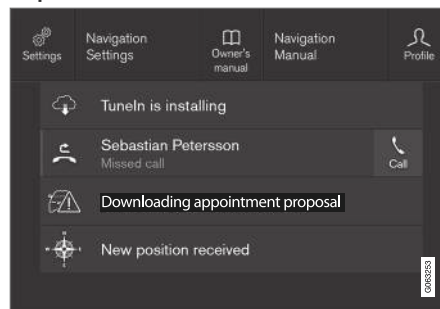 Settings
Navigation
Settings
Owner's
manual
Navigation
Manual
Profile
TuneIn is installing
Sebastian Petersson
Missed call
Call
Downloading appointment proposal
New position received
G063253